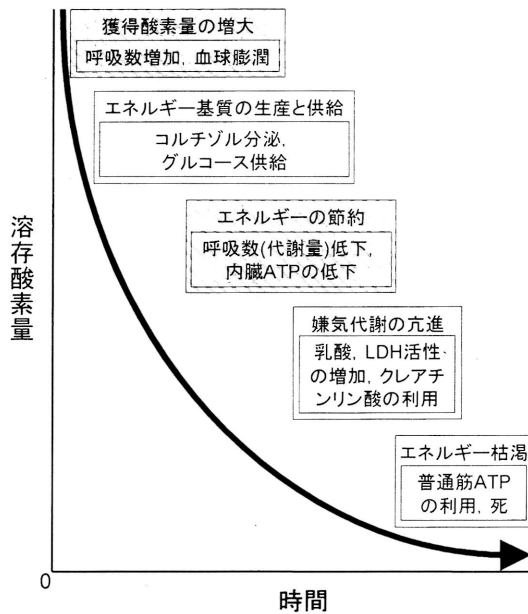 獲得酸素量の増大
呼吸数増加, 血球膨潤
エネルギー基質の生産と供給
コルチゾル分泌,
グルコース供給
エネルギーの節約
呼吸数(代謝量)低下,
内臓ATPの低下
嫌気代謝の亢進
乳酸, LDH活性
の増加, クレアチ
ンリン酸の利用
エネルギー枯渇
普通筋ATP
の利用, 死
溶存酸素量
0
時間